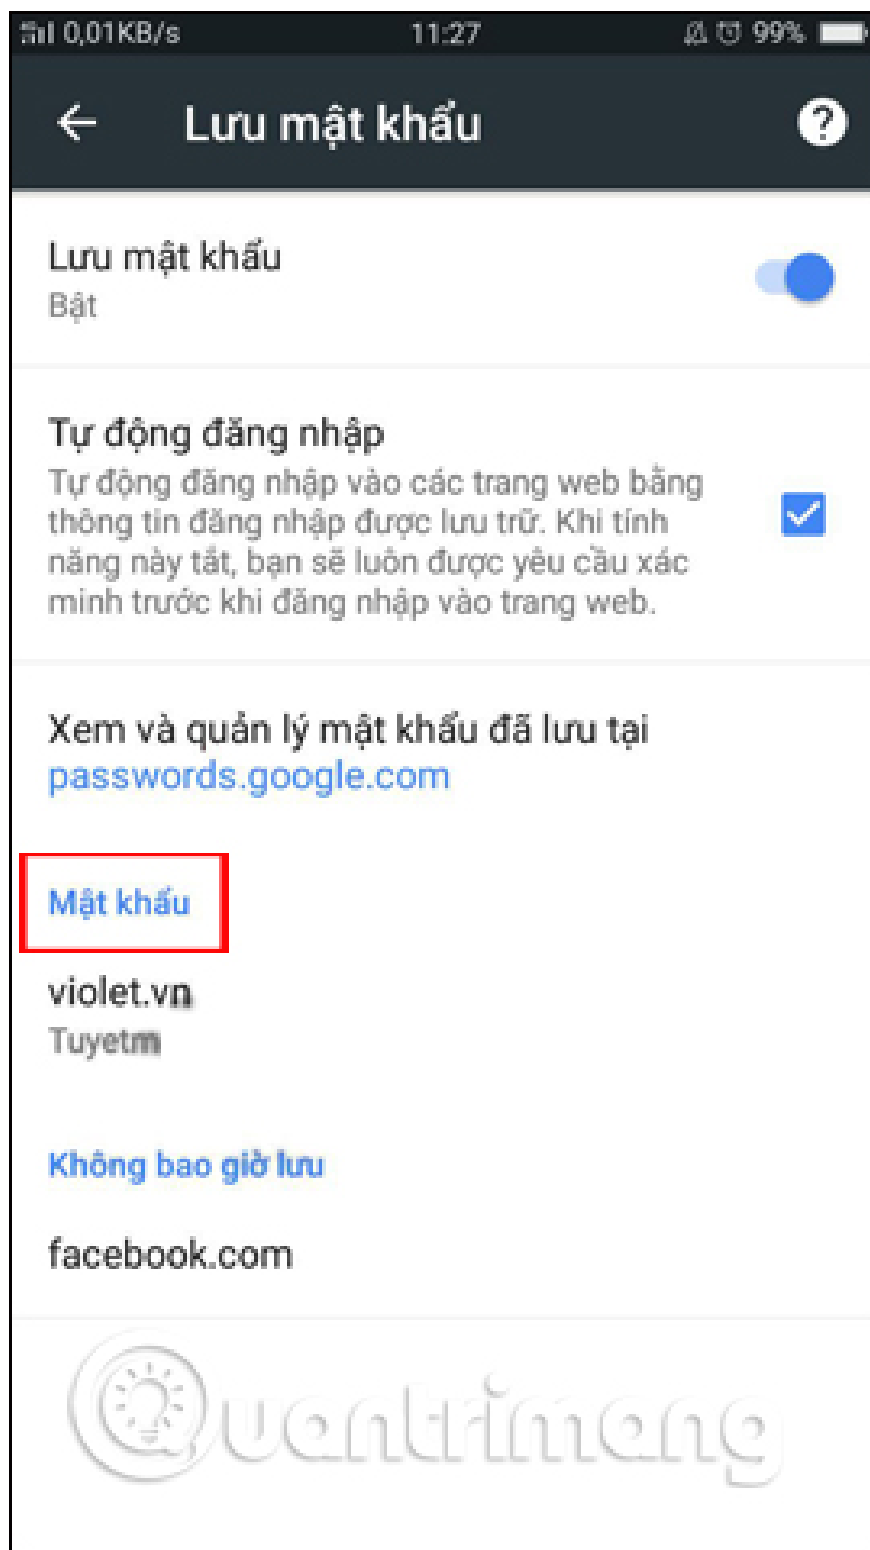 0,01KB/s 11:27 99%
Lưu mật khẩu
Lưu mật khẩu
Bật
Tự động đăng nhập
Tự động đăng nhập vào các trang web bằng
thông tin đăng nhập được lưu trữ. Khi tính
năng này tắt, bạn sẽ luôn được yêu cầu xác
minh trước khi đăng nhập vào trang web.
Xem và quản lý mật khẩu đã lưu tại
passwords.google.com
Mật khẩu
violet.vn
Tuyetm
Không bao giờ lưu
facebook.com
Quantrimang